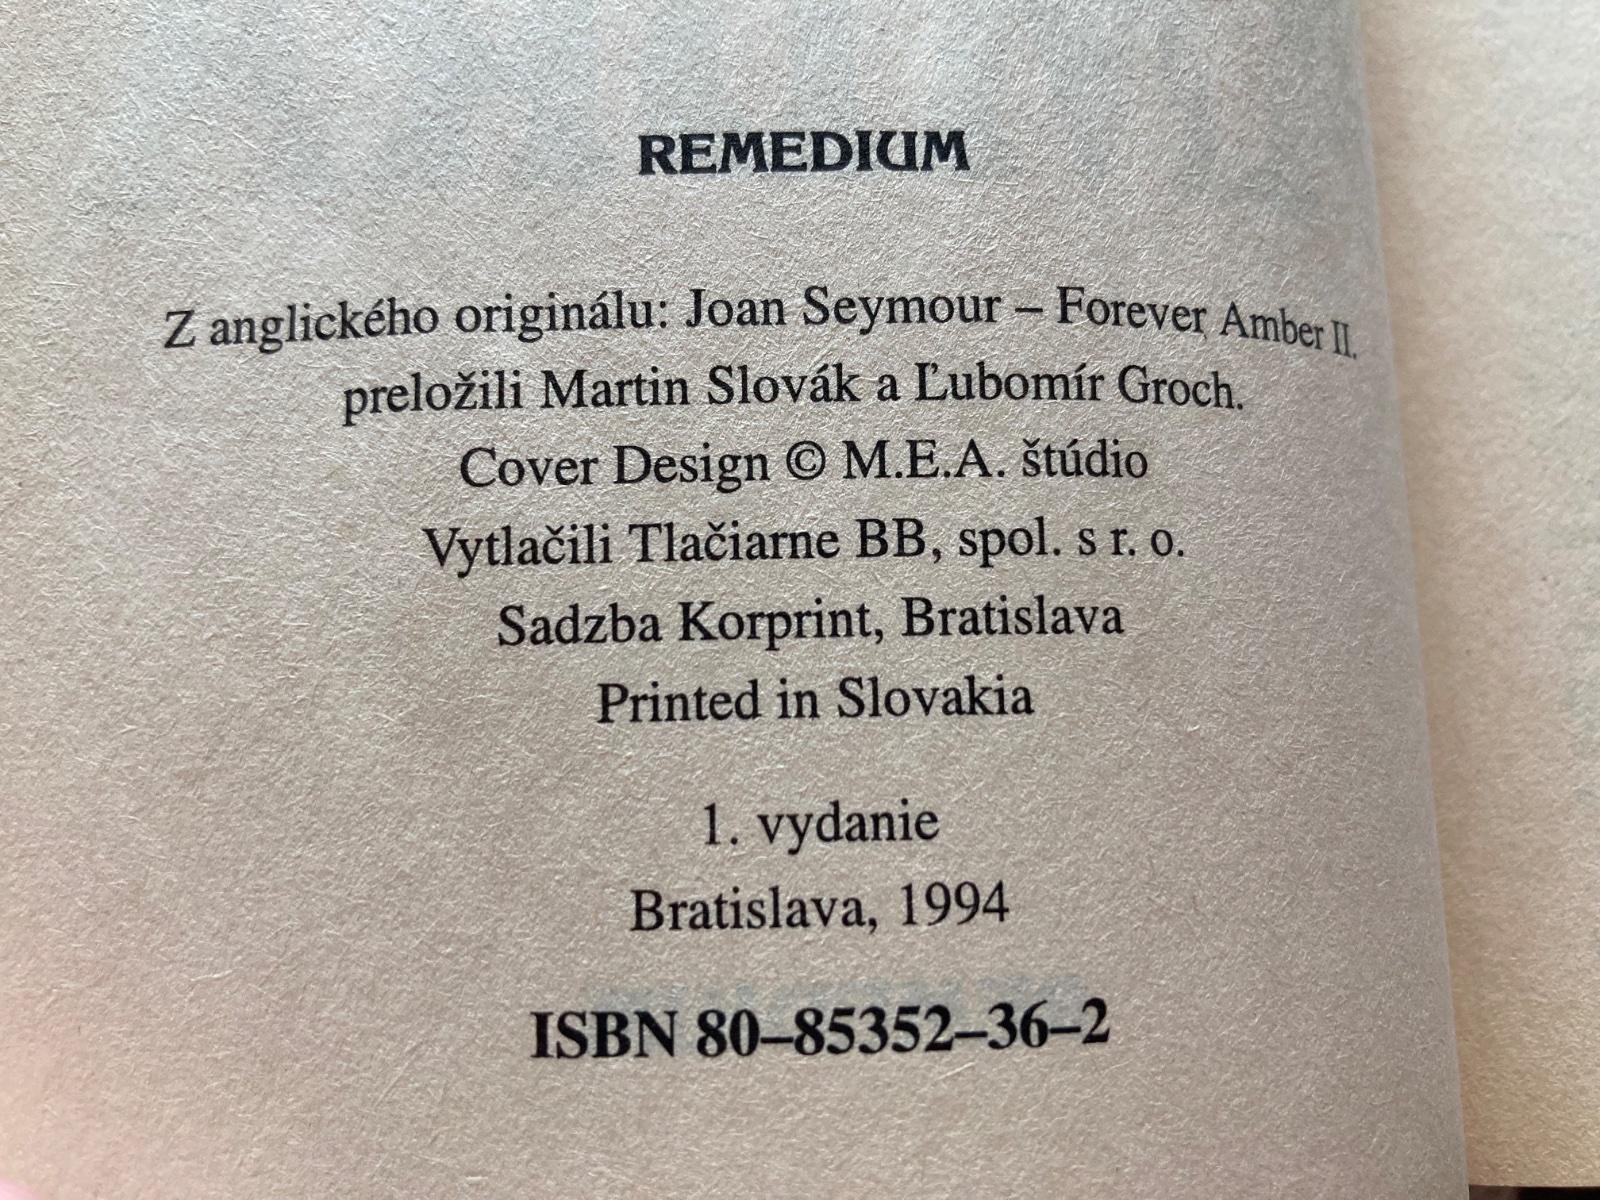 REMEDIUM
Z anglického originálu: Joan Seymour – Forever Amber II.
preložili Martin Slovák a Ľubomír Groch.
Cover Design © M.E.A. štúdio
Vytlačili Tlačiarne BB, spol. s r. o.
Sadzba Korprint, Bratislava
Printed in Slovakia
1. vydanie
Bratislava, 1994
ISBN 80–85352–36–2